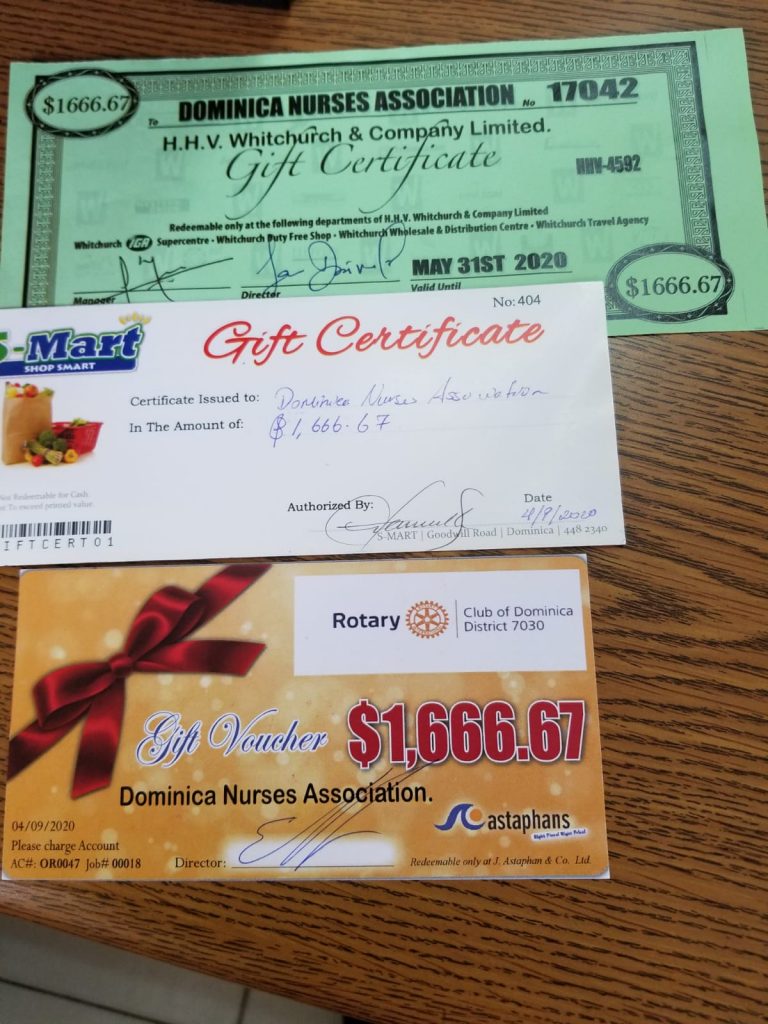 $1666.67
To DOMINICA NURSES ASSOCIATION No 17042
H.H.V. Whitchurch & Company Limited.
Gift Certificate
HHV-4592
Redeemable only at the following departments of H.H.V. Whitchurch & Company Limited
Whitchurch IGA Supercentre · Whitchurch Duty Free Shop · Whitchurch Wholesale & Distribution Centre · Whitchurch Travel Agency
MAY 31ST 2020
Manager Director Valid Until
$1666.67
No: 404
S-Mart
SHOP SMART
Gift Certificate
Certificate Issued to: Dominica Nurses Association
In The Amount of: $1,666.67
Not Redeemable for Cash.
To exceed printed value.
Authorized By:
Date
4/9/2020
S-MART | Goodwill Road | Dominica | 448 2340
IFTCERT01
Rotary Club of Dominica
District 7030
Gift Voucher $1,666.67
Dominica Nurses Association.
astaphans
04/09/2020
Please charge Account
AC#: OR0047 Job# 00018
Director:
Redeemable only at J. Astaphan & Co. Ltd.